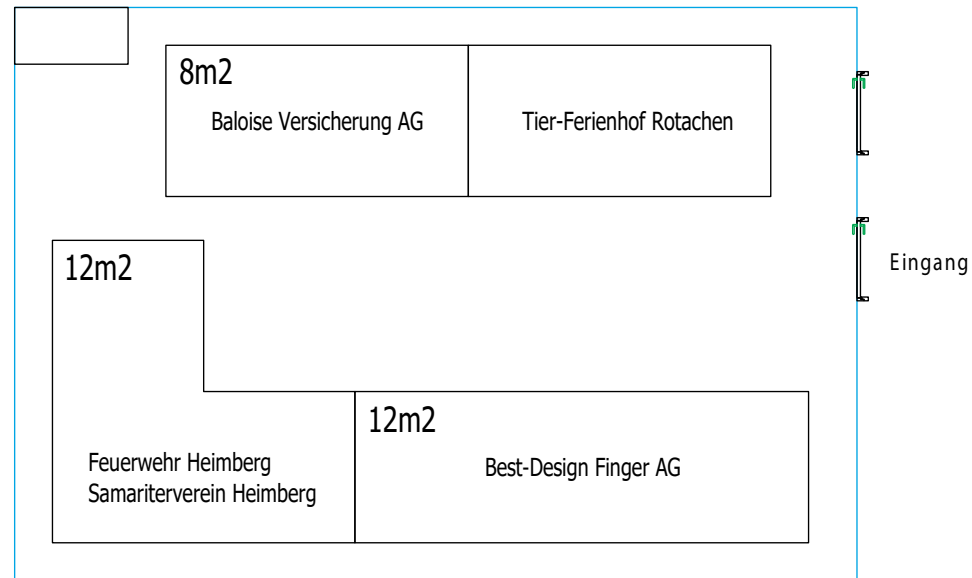 8m2
Baloise Versicherung AG
Tier-Ferienhof Rotachen
Eingang
12m2
Feuerwehr Heimberg
Samariterverein Heimberg
12m2
Best-Design Finger AG